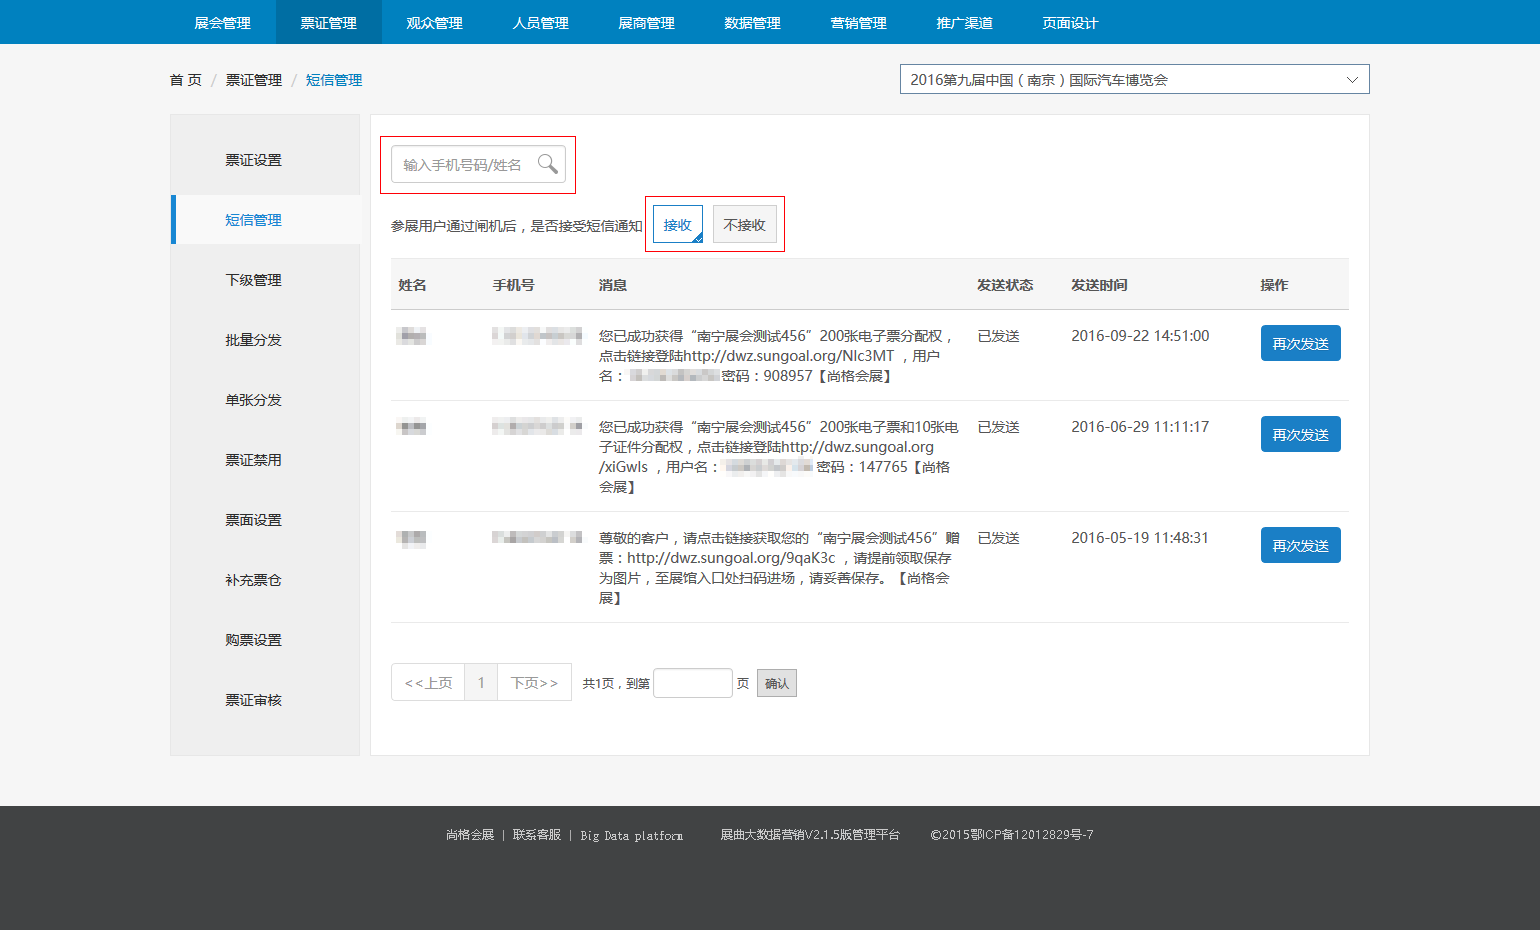 展会管理 票证管理 观众管理 人员管理 展商管理 数据管理 营销管理 推广渠道 页面设计
首 页 / 票证管理 / 短信管理
2016第九届中国（南京）国际汽车博览会
票证设置
短信管理
下级管理
批量分发
单张分发
票证禁用
票面设置
补充票仓
购票设置
票证审核
输入手机号码/姓名
参展用户通过闸机后，是否接受短信通知 接收 不接收
姓名 手机号 消息 发送状态 发送时间 操作
您已成功获得“南宁展会测试456”200张电子票分配权， 已发送 2016-09-22 14:51:00 再次发送
点击链接登陆http://dwz.sungoal.org/NIc3MT ，用户
名： 密码：908957【尚格会展】
您已成功获得“南宁展会测试456”200张电子票和10张电 已发送 2016-06-29 11:11:17 再次发送
子证件分配权，点击链接登陆http://dwz.sungoal.org
/xiGwIs ，用户名： 密码：147765【尚格
会展】
尊敬的客户，请点击链接获取您的“南宁展会测试456”赠 已发送 2016-05-19 11:48:31 再次发送
票：http://dwz.sungoal.org/9qaK3c ，请提前领取保存
为图片，至展馆入口处扫码进场，请妥善保存。【尚格会
展】
<<上页 1 下页>> 共1页，到第 页 确认
尚格会展 | 联系客服 | Big Data platform 展曲大数据营销V2.1.5版管理平台 ©2015鄂ICP备12012829号-7